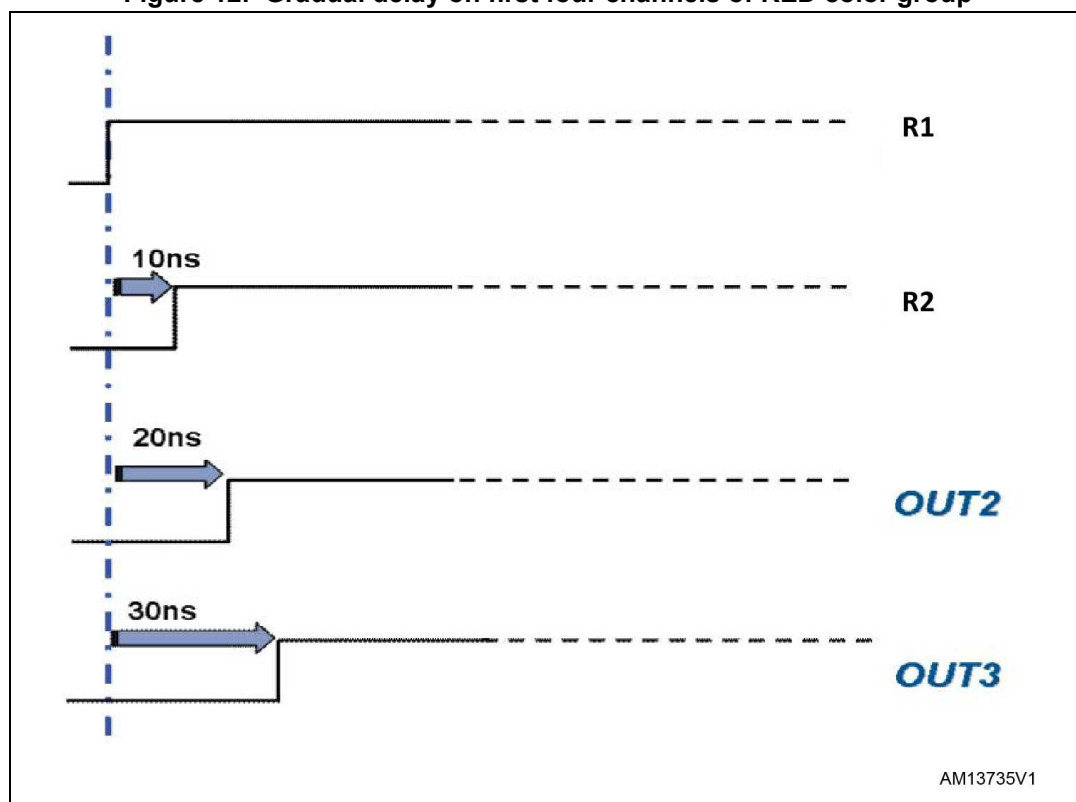 Figure 12. Gradual delay on first four channels of RED color group
R1
10ns
R2
20ns
OUT2
30ns
OUT3
AM13735V1